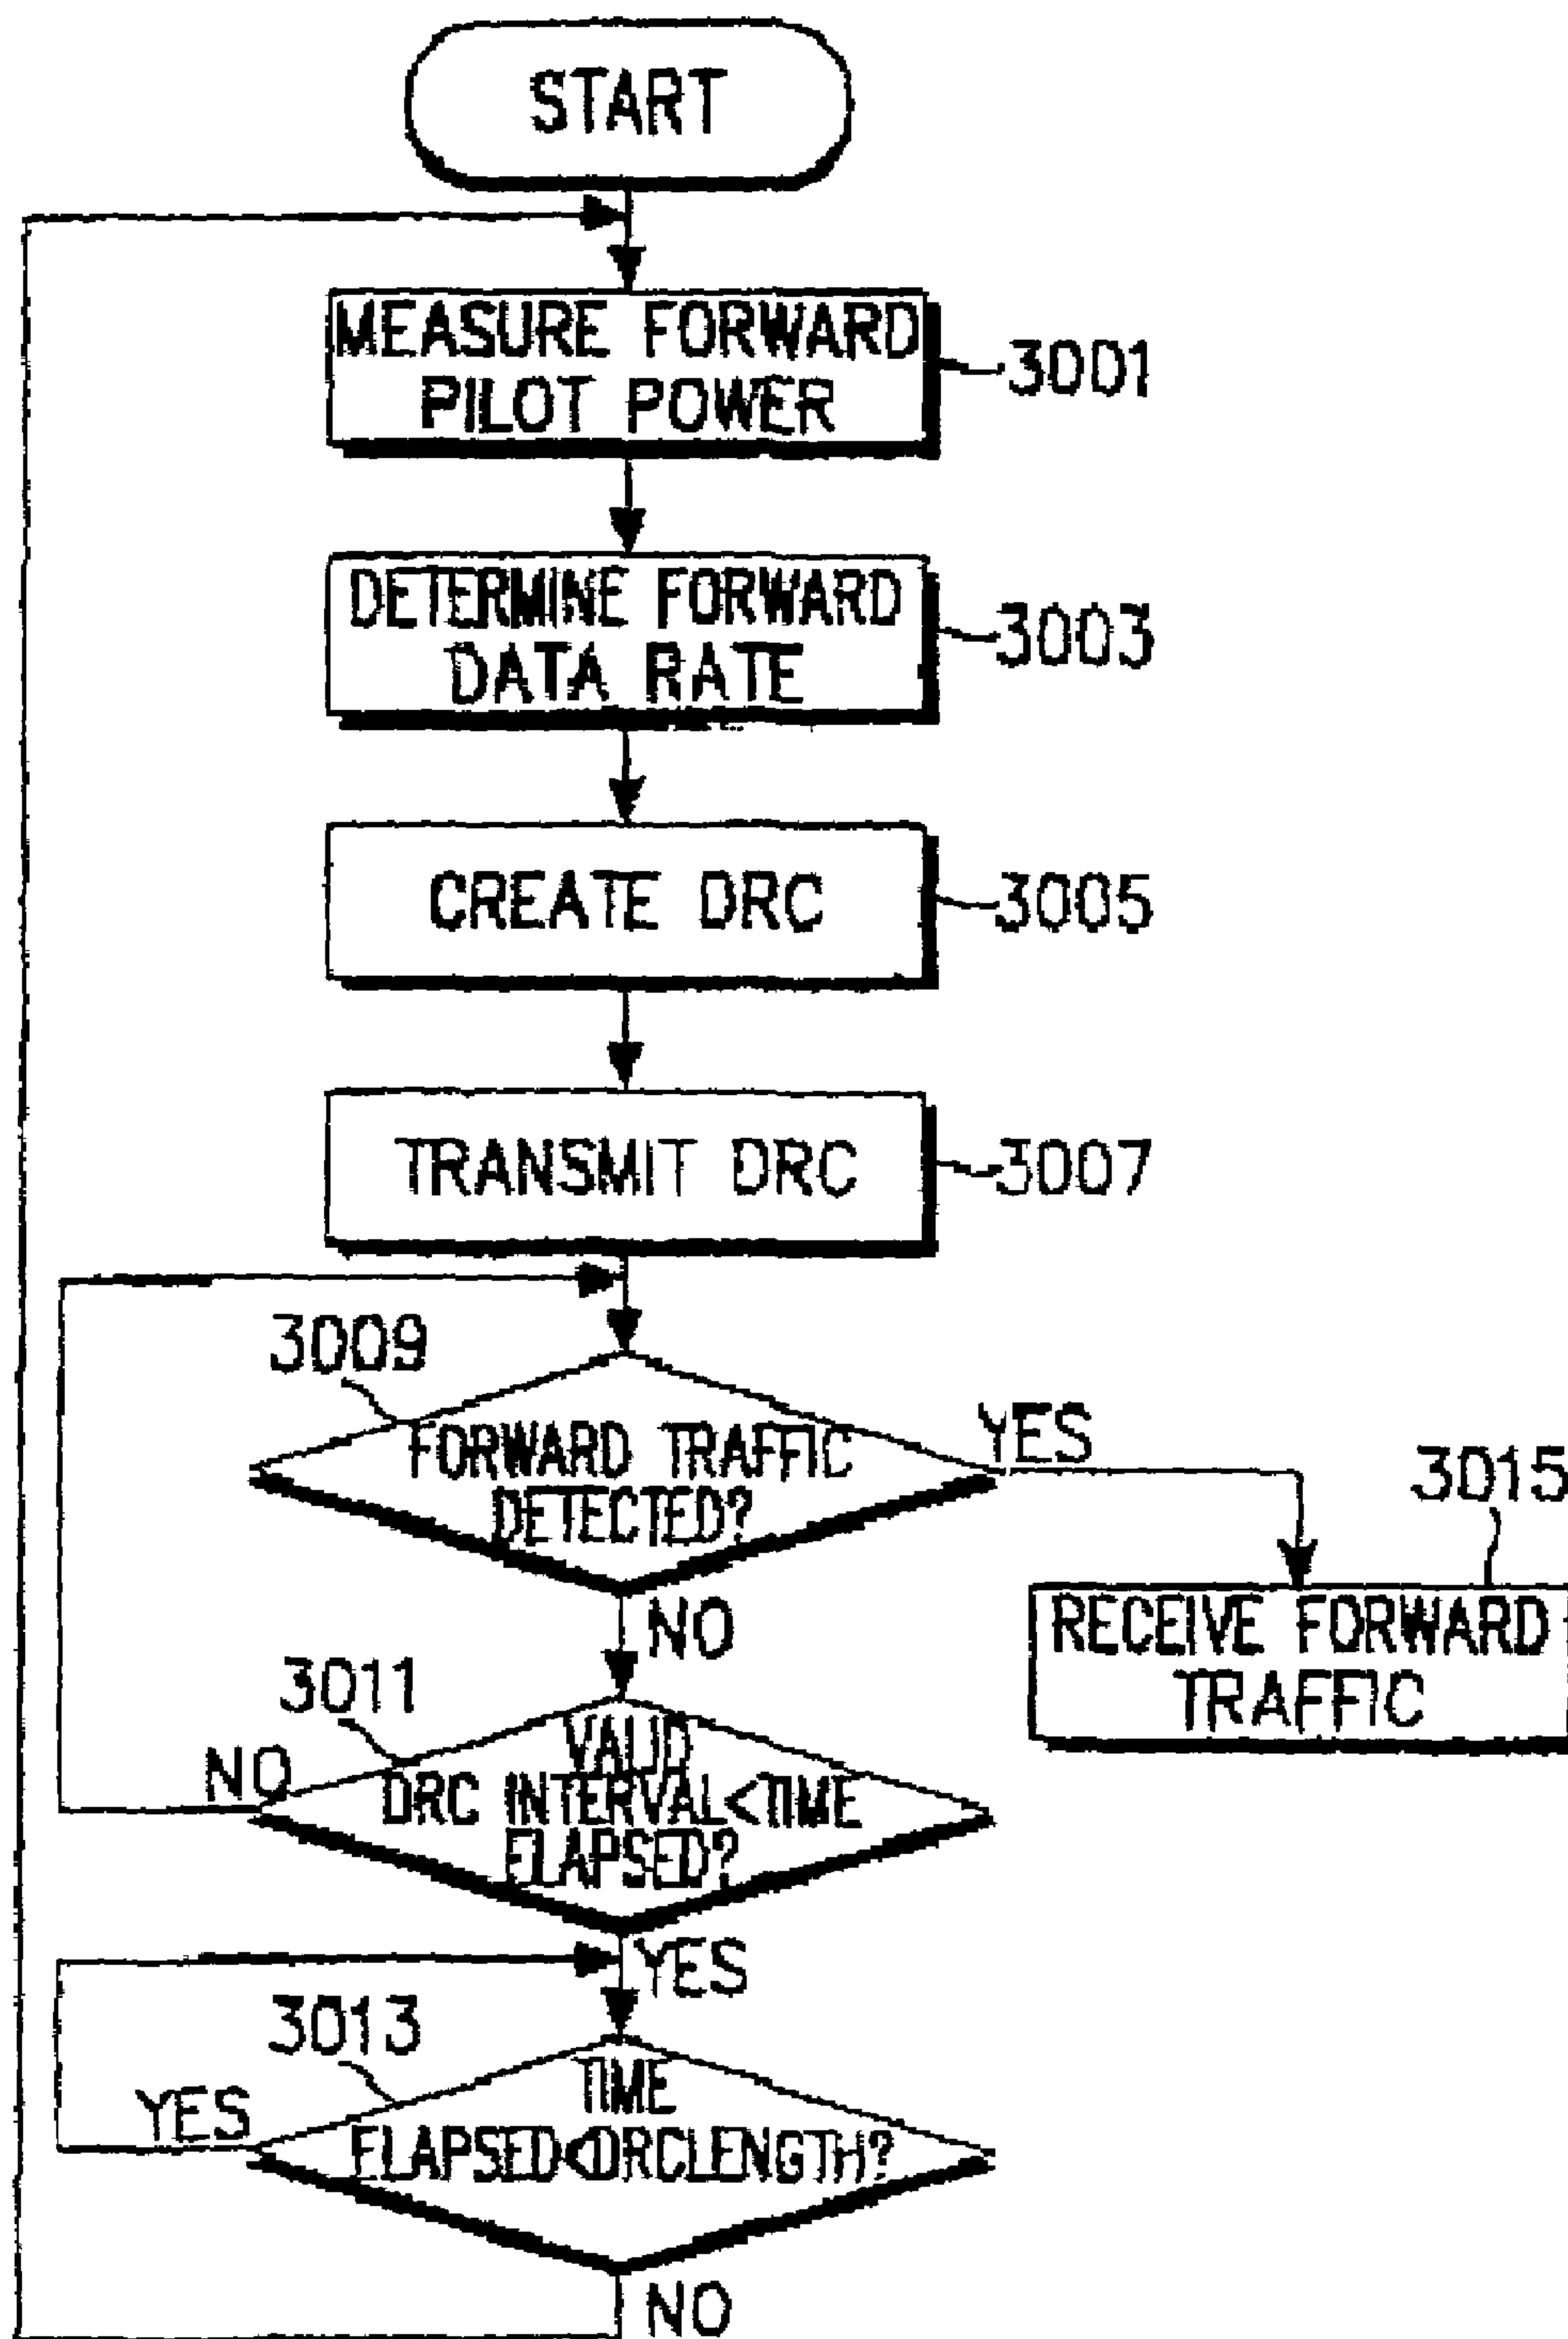 START
MEASURE FORWARD
PILOT POWER
3001
DETERMINE FORWARD
DATA RATE
3003
CREATE DRC
3005
TRANSMIT DRC
3007
3009
FORWARD TRAFFIC
DETECTED?
YES
NO
3015
RECEIVE FORWARD
TRAFFIC
3011
VALID
DRC INTERVAL<TIME
ELAPSED?
NO
YES
3013
TIME
ELAPSED<DRCLENGTH?
YES
NO